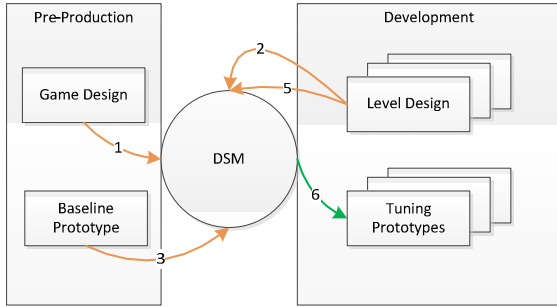 Pre-Production
Development
2
Game Design
5
Level Design
1
DSM
6
Baseline
Prototype
Tuning
Prototypes
3